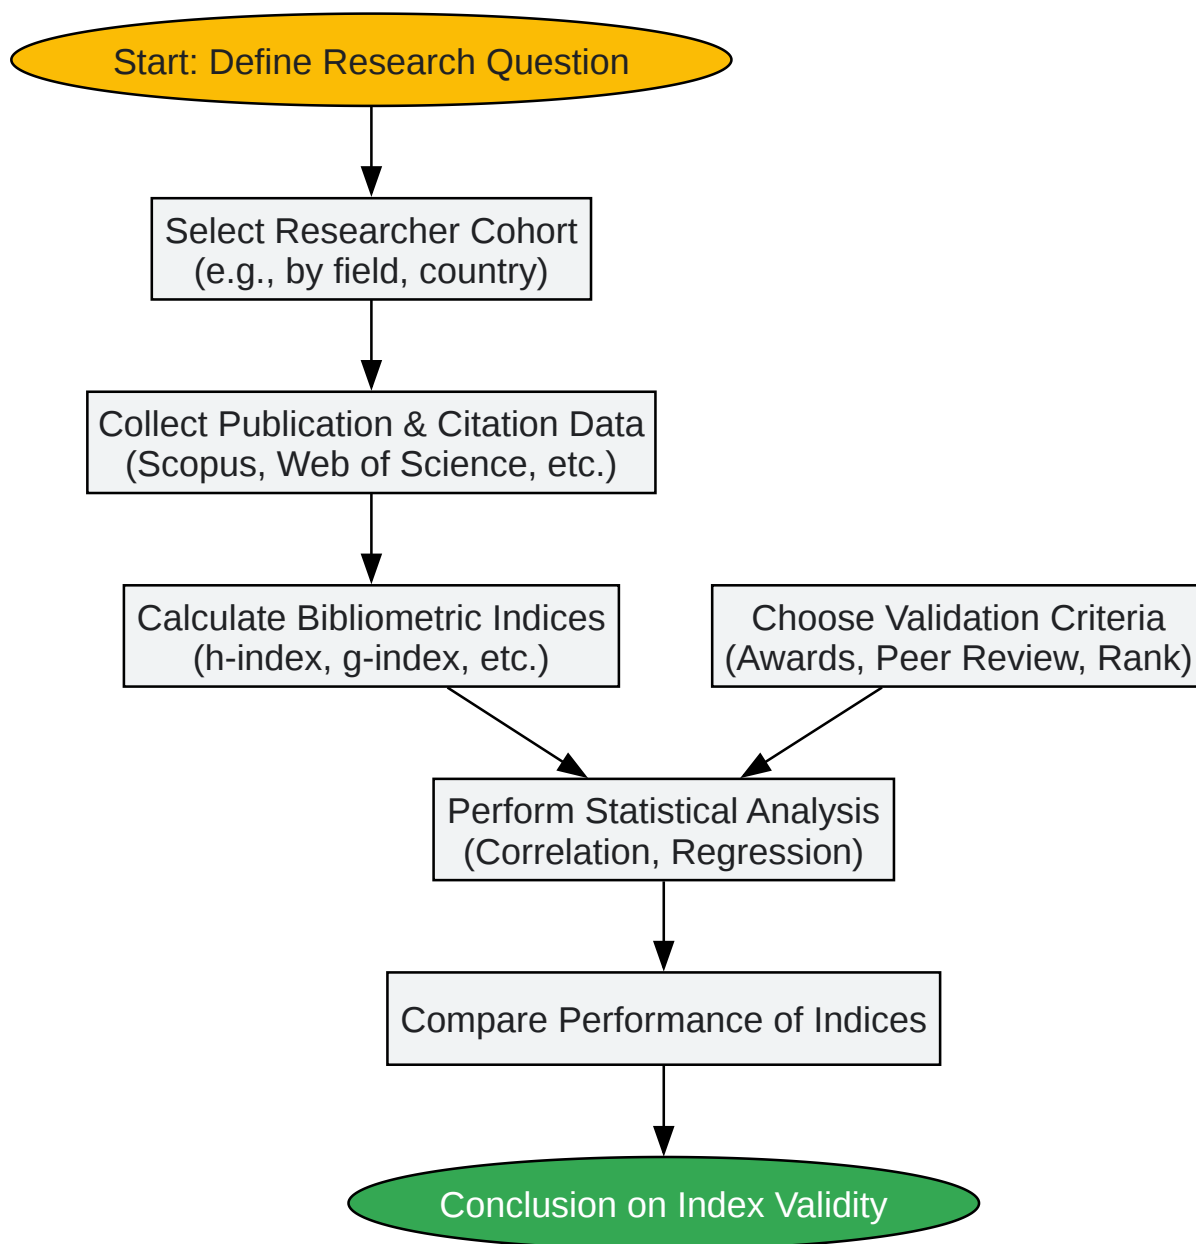 Start: Define Research Question
Select Researcher Cohort
(e.g., by field, country)
Collect Publication & Citation Data
(Scopus, Web of Science, etc.)
Calculate Bibliometric Indices
(h-index, g-index, etc.)
Choose Validation Criteria
(Awards, Peer Review, Rank)
Perform Statistical Analysis
(Correlation, Regression)
Compare Performance of Indices
Conclusion on Index Validity